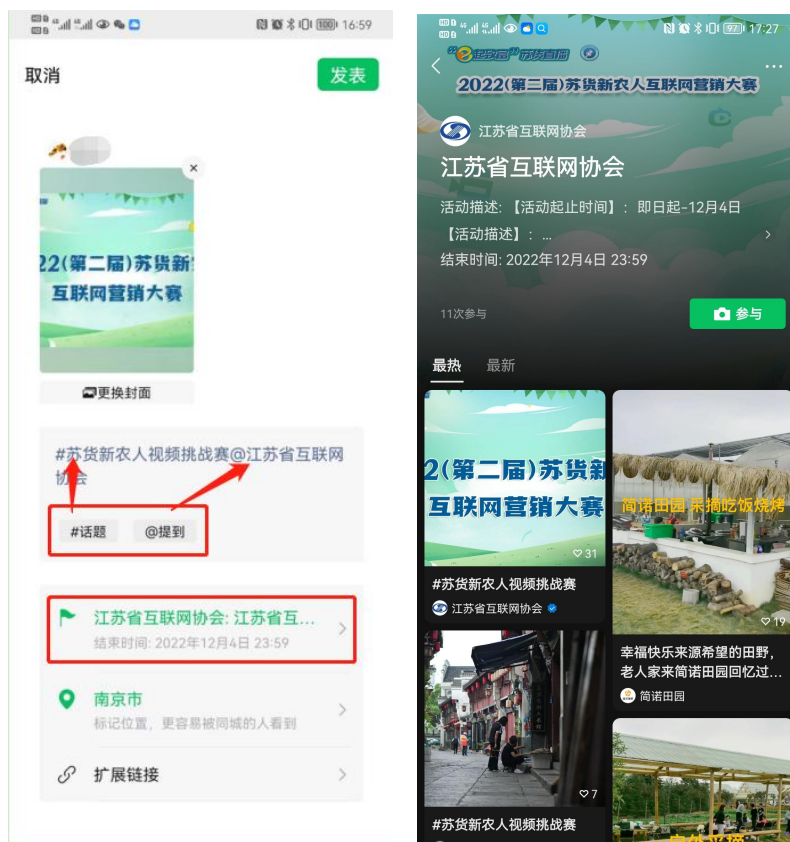 16:59
取消
发表
22(第二届)苏货新
互联网营销大赛
更换封面
#苏货新农人视频挑战赛@江苏省互联网
协会
#话题
@提到
江苏省互联网协会: 江苏省互...
结束时间: 2022年12月4日 23:59
南京市
标记位置，更容易被同城的人看到
扩展链接
97 17:27
“e起致富”苏货直播
2022(第二届)苏货新农人互联网营销大赛
江苏省互联网协会
江苏省互联网协会
活动描述: 【活动起止时间】: 即日起-12月4日
【活动描述】: ...
结束时间: 2022年12月4日 23:59
11次参与
参与
最热
最新
2(第二届)苏货新
互联网营销大赛
31
#苏货新农人视频挑战赛
江苏省互联网协会
简诺田园 采摘吃饭烧烤
19
幸福快乐来源希望的田野，
老人家来简诺田园回忆过...
简诺田园
7
#苏货新农人视频挑战赛